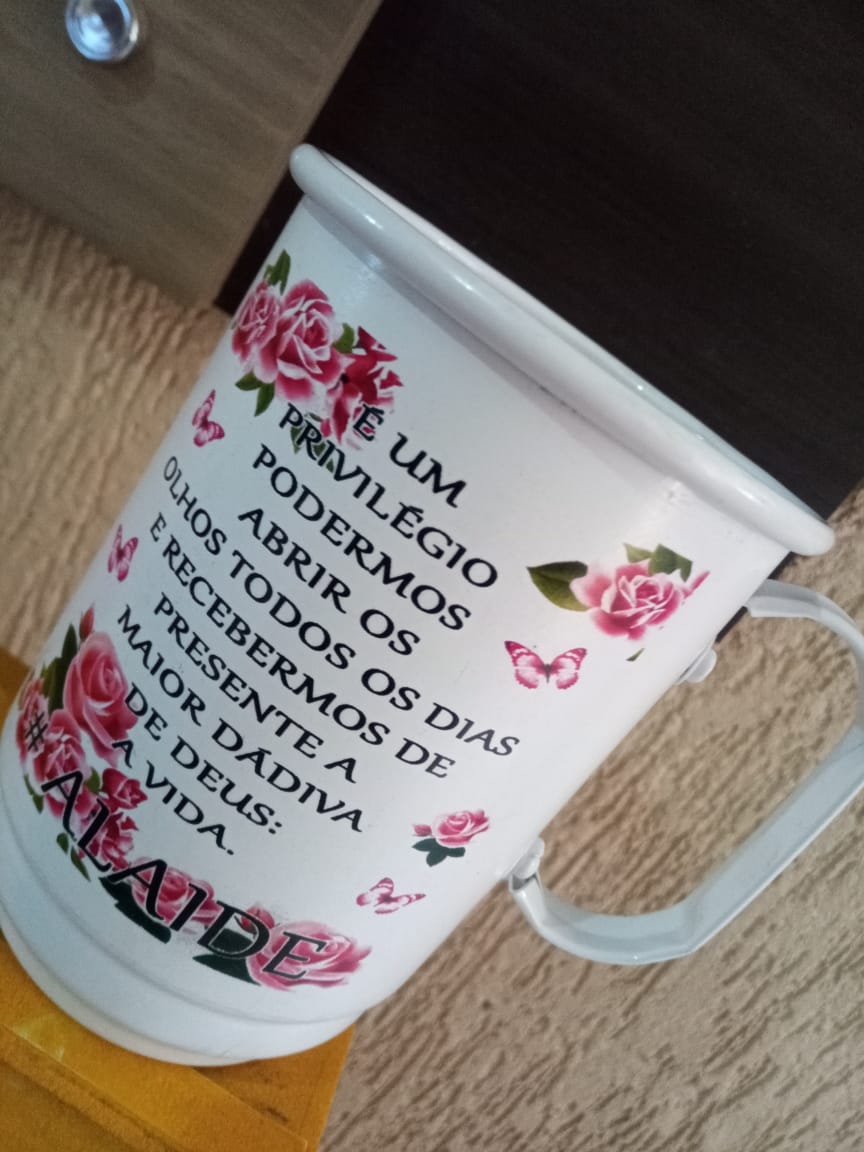 É UM
PRIVILÉGIO
PODERMOS
ABRIR OS
OLHOS TODOS OS DIAS
E RECEBERMOS DE
PRESENTE A
MAIOR DÁDIVA
DE DEUS:
A VIDA.
#ALAIDE